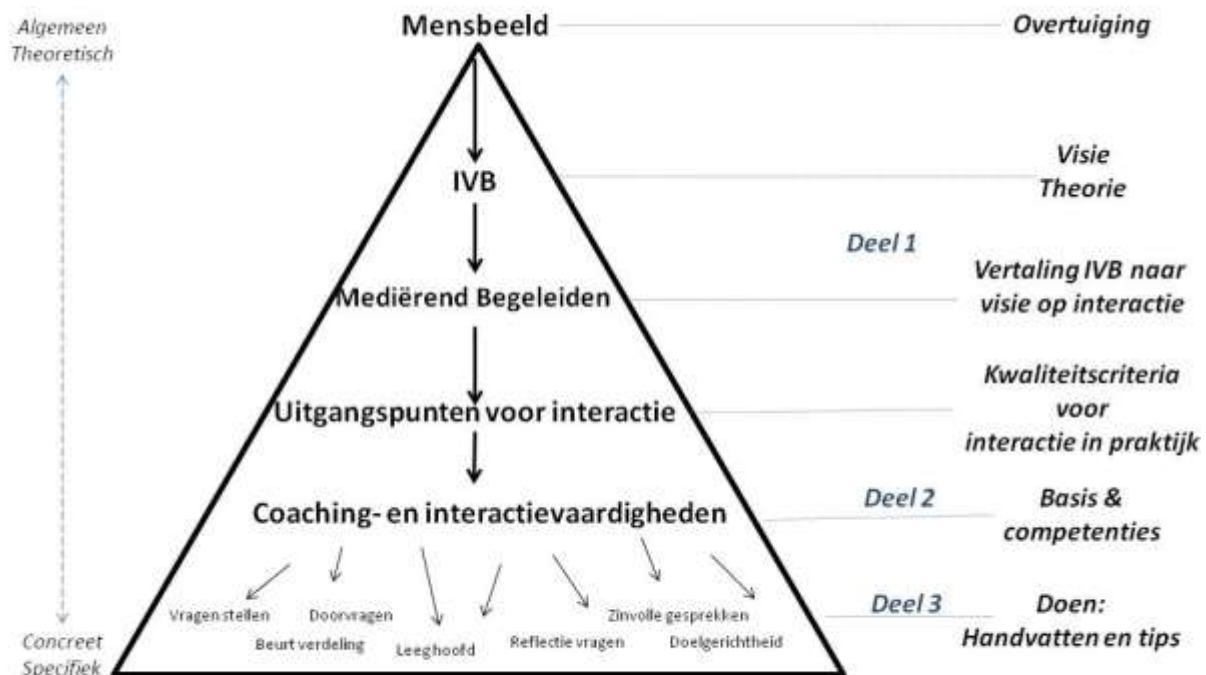 Algemeen
Theoretisch
Mensbeeld
Overtuiging
IVB
Visie
Theorie
Deel 1
Mediërend Begeleiden
Vertaling IVB naar
visie op interactie
Uitgangspunten voor interactie
Kwaliteitscriteria
voor
interactie in praktijk
Coaching- en interactievaardigheden
Deel 2
Basis &
competenties
Vragen stellen
Doorvragen
Zinvolle gesprekken
Beurt verdeling
Leeghoofd
Reflectie vragen
Doelgerichtheid
Deel 3
Doen:
Handvatten en tips
Concreet
Specifiek